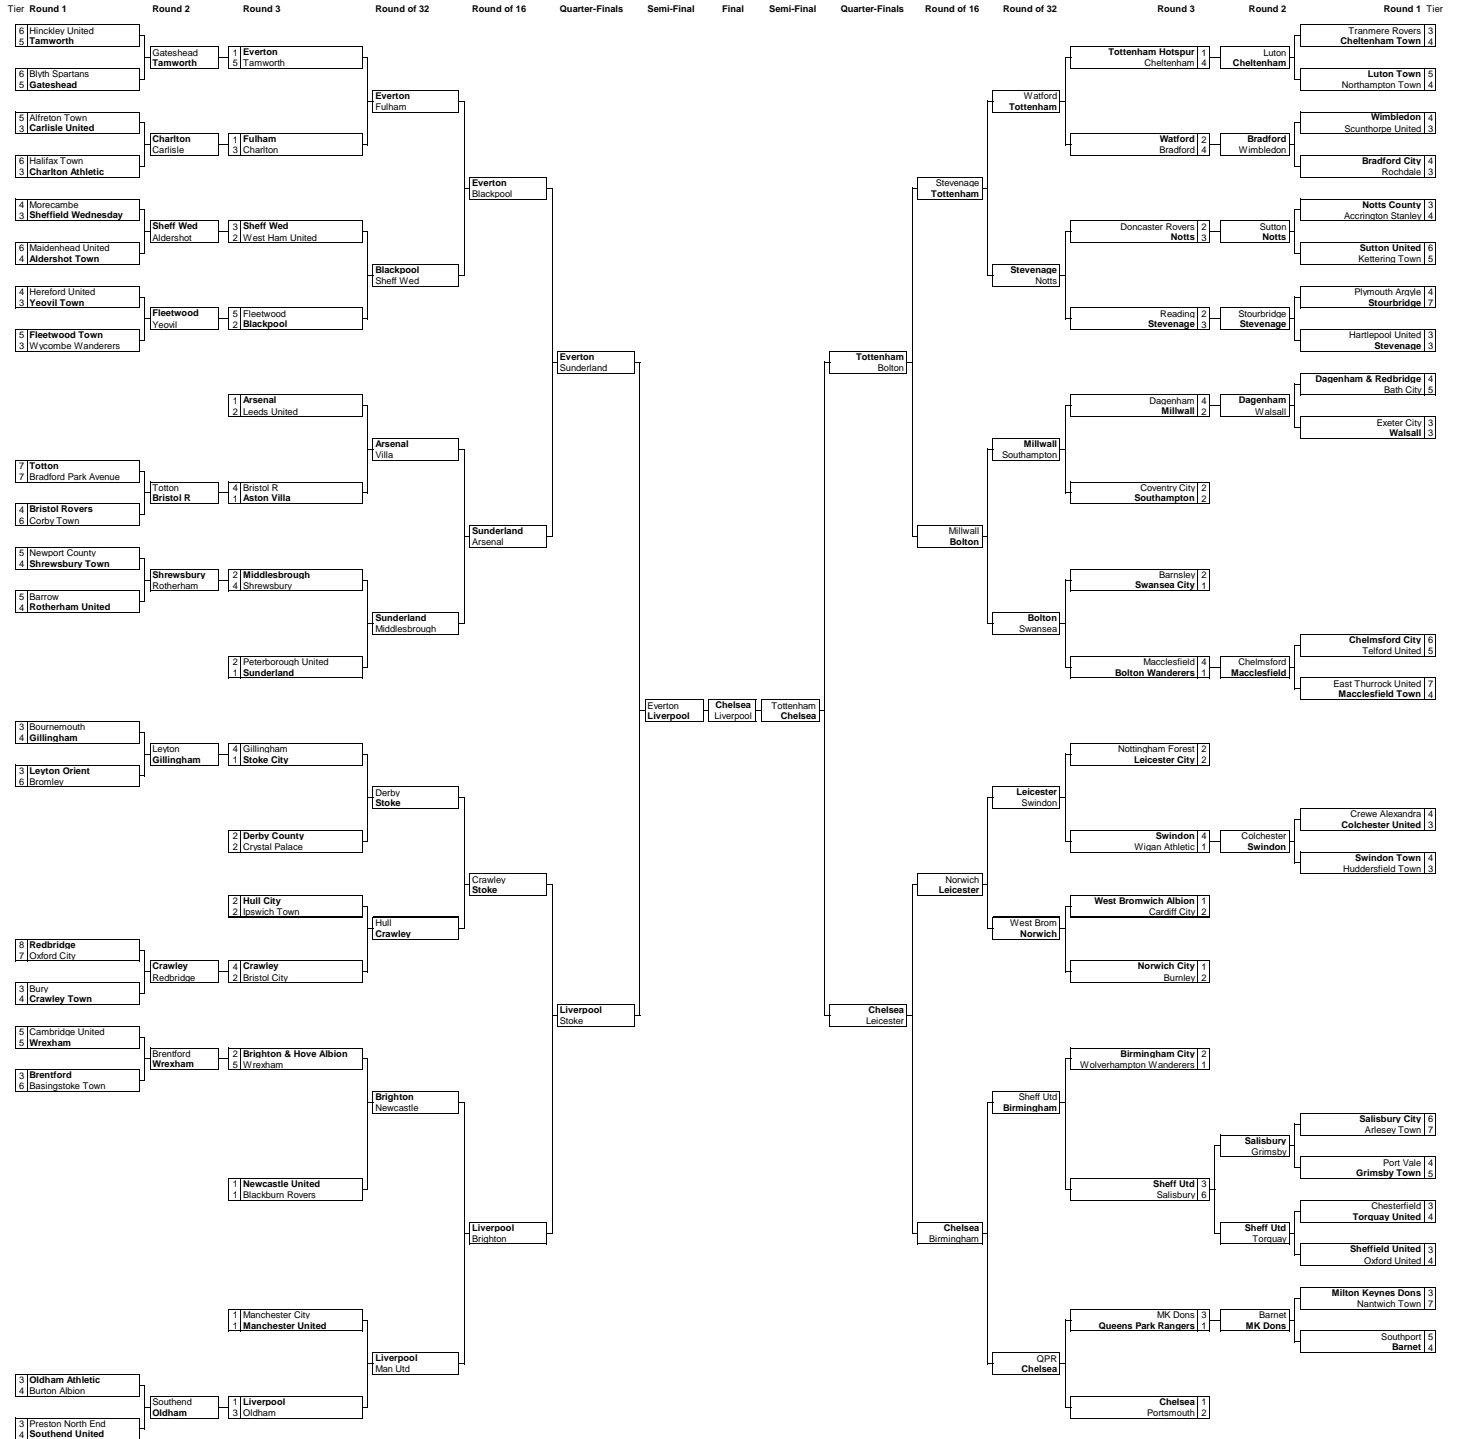 Tier Round 1 Round 2 Round 3 Round of 32 Round of 16 Quarter-Finals Semi-Final Final Semi-Final Quarter-Finals Round of 16 Round of 32 Round 3 Round 2 Round 1 Tier
6 Hinckley United
5 Tamworth
6 Blyth Spartans
5 Gateshead
5 Alfreton Town
3 Carlisle United
6 Halifax Town
3 Charlton Athletic
4 Morecambe
3 Sheffield Wednesday
6 Maidenhead United
4 Aldershot Town
4 Hereford United
3 Yeovil Town
5 Fleetwood Town
3 Wycombe Wanderers
7 Totton
7 Bradford Park Avenue
4 Bristol Rovers
6 Corby Town
5 Newport County
4 Shrewsbury Town
5 Barrow
4 Rotherham United
3 Bournemouth
4 Gillingham
3 Leyton Orient
6 Bromley
8 Redbridge
7 Oxford City
3 Bury
4 Crawley Town
5 Cambridge United
5 Wrexham
3 Brentford
6 Basingstoke Town
3 Oldham Athletic
4 Burton Albion
3 Preston North End
4 Southend United
Gateshead
Tamworth
Charlton
Carlisle
Sheff Wed
Aldershot
Fleetwood
Yeovil
Totton
Bristol R
Shrewsbury
Rotherham
Leyton
Gillingham
Crawley
Redbridge
Brentford
Wrexham
Southend
Oldham
1 Everton
5 Tamworth
1 Fulham
3 Charlton
3 Sheff Wed
2 West Ham United
5 Fleetwood
2 Blackpool
1 Arsenal
2 Leeds United
4 Bristol R
1 Aston Villa
2 Middlesbrough
4 Shrewsbury
2 Peterborough United
1 Sunderland
4 Gillingham
1 Stoke City
2 Derby County
2 Crystal Palace
2 Hull City
2 Ipswich Town
4 Crawley
2 Bristol City
2 Brighton & Hove Albion
5 Wrexham
1 Newcastle United
1 Blackburn Rovers
1 Manchester City
1 Manchester United
1 Liverpool
3 Oldham
Everton
Fulham
Blackpool
Sheff Wed
Arsenal
Villa
Sunderland
Middlesbrough
Derby
Stoke
Hull
Crawley
Brighton
Newcastle
Liverpool
Man Utd
Everton
Blackpool
Sunderland
Arsenal
Crawley
Stoke
Liverpool
Brighton
Everton
Sunderland
Liverpool
Stoke
Everton
Liverpool
Chelsea
Liverpool
Tottenham
Chelsea
Tottenham
Bolton
Chelsea
Leicester
Stevenage
Tottenham
Millwall
Bolton
Norwich
Leicester
Chelsea
Birmingham
Watford
Tottenham
Stevenage
Notts
Millwall
Southampton
Bolton
Swansea
Leicester
Swindon
West Brom
Norwich
Sheff Utd
Birmingham
QPR
Chelsea
Tottenham Hotspur 1
Cheltenham 4
Watford 2
Bradford 4
Doncaster Rovers 2
Notts 3
Reading 2
Stevenage 3
Dagenham 4
Millwall 2
Coventry City 2
Southampton 2
Barnsley 2
Swansea City 1
Macclesfield 4
Bolton Wanderers 1
Nottingham Forest 2
Leicester City 2
Swindon 4
Wigan Athletic 1
West Bromwich Albion 1
Cardiff City 2
Norwich City 1
Burnley 2
Birmingham City 2
Wolverhampton Wanderers 1
Sheff Utd 3
Salisbury 6
MK Dons 3
Queens Park Rangers 1
Chelsea 1
Portsmouth 2
Luton
Cheltenham
Bradford
Wimbledon
Sutton
Notts
Stourbridge
Stevenage
Dagenham
Walsall
Chelmsford
Macclesfield
Colchester
Swindon
Salisbury
Grimsby
Sheff Utd
Torquay
Barnet
MK Dons
Tranmere Rovers 3
Cheltenham Town 4
Luton Town 5
Northampton Town 4
Wimbledon 4
Scunthorpe United 3
Bradford City 4
Rochdale 3
Notts County 3
Accrington Stanley 4
Sutton United 6
Kettering Town 5
Plymouth Argyle 4
Stourbridge 7
Hartlepool United 3
Stevenage 3
Dagenham & Redbridge 4
Bath City 5
Exeter City 3
Walsall 3
Chelmsford City 6
Telford United 5
East Thurrock United 7
Macclesfield Town 4
Crewe Alexandra 4
Colchester United 3
Swindon Town 4
Huddersfield Town 3
Salisbury City 6
Arlesey Town 7
Port Vale 4
Grimsby Town 5
Chesterfield 3
Torquay United 4
Sheffield United 3
Oxford United 4
Milton Keynes Dons 3
Nantwich Town 7
Southport 5
Barnet 4